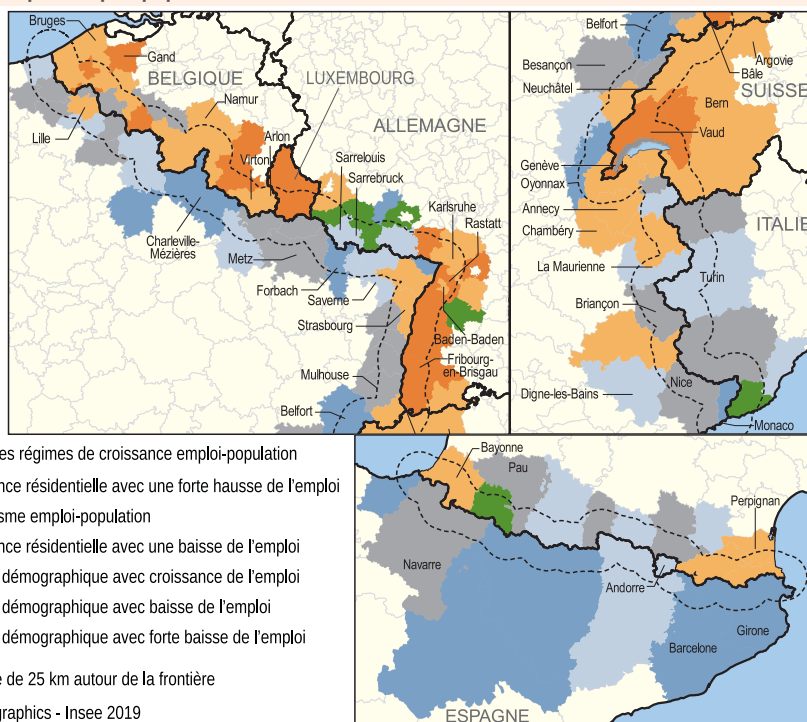 Bruges
Gand
BELGIQUE
LUXEMBOURG
Namur
ALLEMAGNE
Lille
Arlon
Virton
Sarrelouis
Sarrebruck
Karlsruhe
Rastatt
Charleville-
Mézières
Metz
Forbach
Saverne
Strasbourg
Baden-Baden
Fribourg-
en-Brisgau
Mulhouse
Belfort
Belfort
Besançon
Neuchâtel
Argovie
Bâle
SUISSE
Bern
Vaud
Genève
Oyonnax
Annecy
Chambéry
ITALIE
La Maurienne
Turin
Briançon
Digne-les-Bains
Nice
Monaco
es régimes de croissance emploi-population
nce résidentielle avec une forte hausse de l'emploi
sme emploi-population
nce résidentielle avec une baisse de l'emploi
démographique avec croissance de l'emploi
démographique avec baisse de l'emploi
démographique avec forte baisse de l'emploi
e de 25 km autour de la frontière
graphics - Insee 2019
Bayonne
Pau
Perpignan
Navarre
Andorre
Girone
Barcelone
ESPAGNE